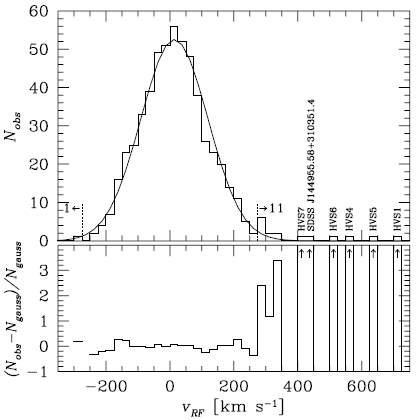 60
50
40
30
20
10
0
N_obs
1←
→11
HVS7
SDSS J144955.58+310351.4
HVS6
HVS4
HVS5
HVS1
3
2
1
0
−1
(N_obs−N_gauss)/N_gauss
−200 0 200 400 600
v_RF [km s⁻¹]